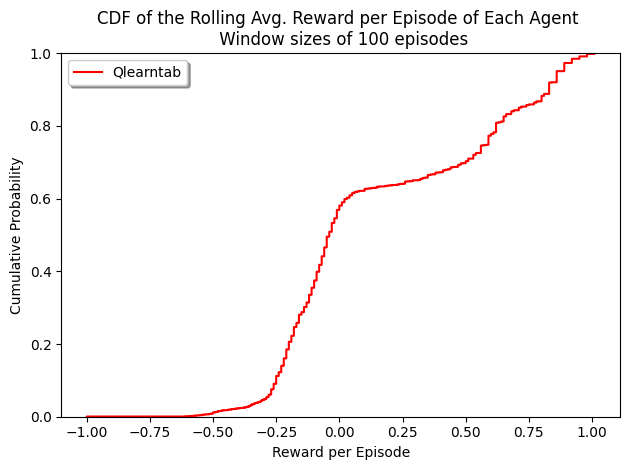 CDF of the Rolling Avg. Reward per Episode of Each Agent
Window sizes of 100 episodes
Qlearntab
1.0
0.8
0.6
0.4
0.2
0.0
Cumulative Probability
−1.00 −0.75 −0.50 −0.25 0.00 0.25 0.50 0.75 1.00
Reward per Episode